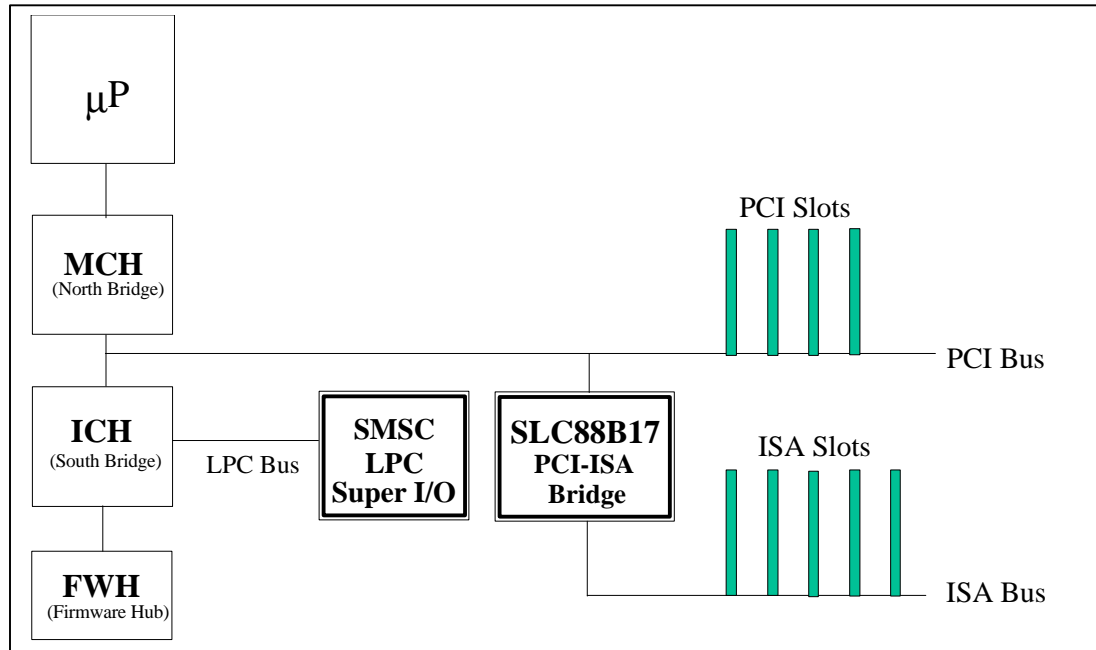 μP
MCH
(North Bridge)
PCI Slots
PCI Bus
ICH
(South Bridge)
LPC Bus
SMSC
LPC
Super I/O
SLC88B17
PCI-ISA
Bridge
ISA Slots
FWH
(Firmware Hub)
ISA Bus